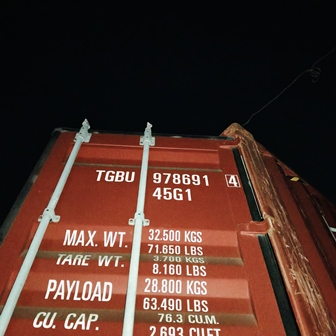 TGBU 978691 4
45G1
MAX. WT. 32.500 KGS
71.650 LBS
TARE WT. 3.700 KGS
8.160 LBS
PAYLOAD 28.800 KGS
63.490 LBS
CU. CAP. 76.3 CU.M.
2.693 CU.FT.